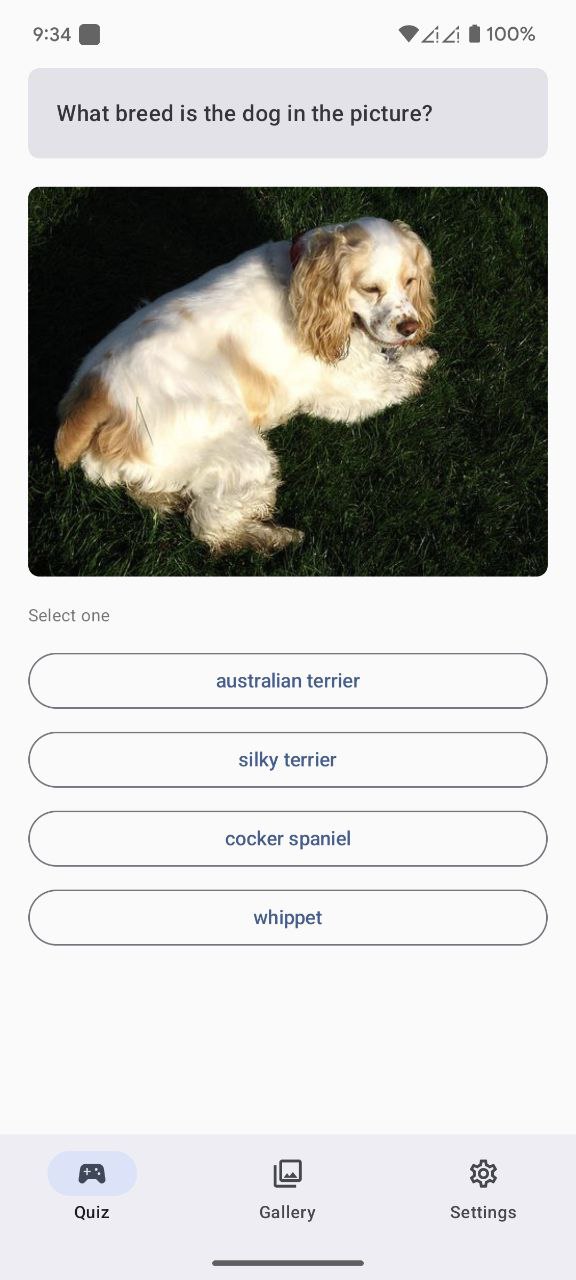 9:34
100%
What breed is the dog in the picture?
Select one
australian terrier
silky terrier
cocker spaniel
whippet
Quiz
Gallery
Settings